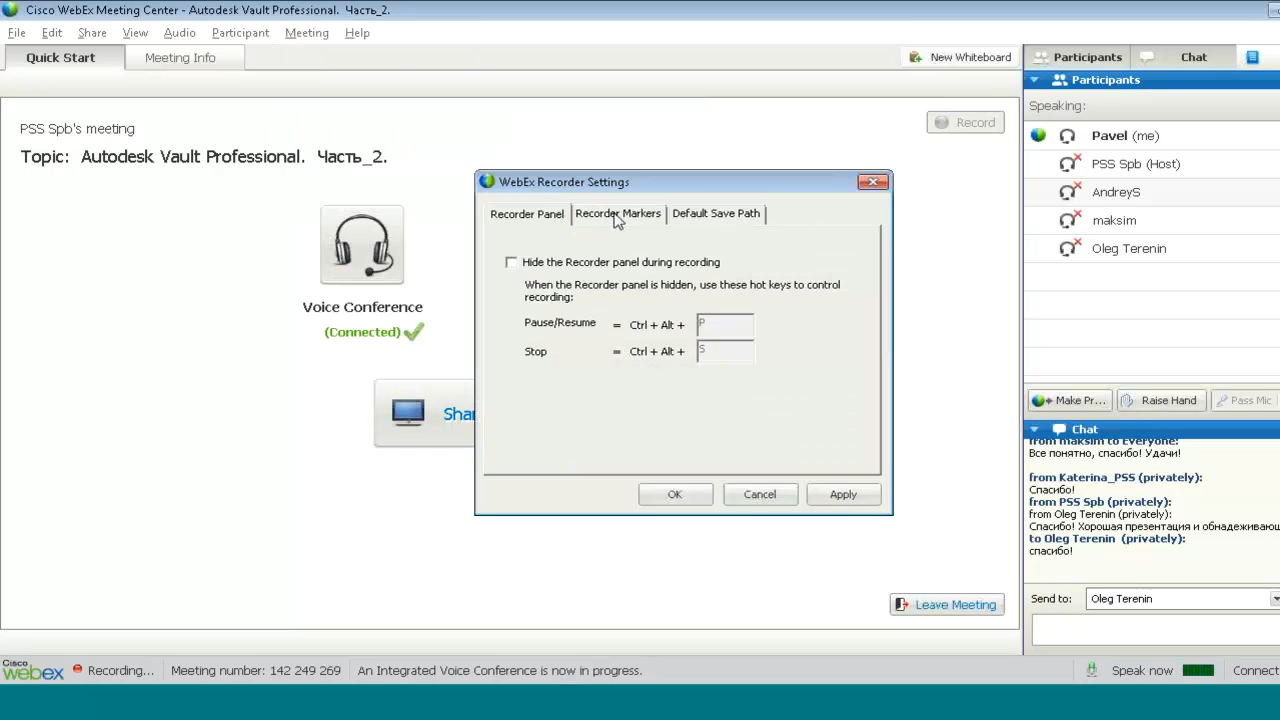 Cisco WebEx Meeting Center - Autodesk Vault Professional. Часть_2.
File Edit Share View Audio Participant Meeting Help
Quick Start Meeting Info New Whiteboard
PSS Spb's meeting
Record
Topic: Autodesk Vault Professional. Часть_2.
Voice Conference
(Connected)
Shar
WebEx Recorder Settings
Recorder Panel Recorder Markers Default Save Path
Hide the Recorder panel during recording
When the Recorder panel is hidden, use these hot keys to control
recording:
Pause/Resume = Ctrl + Alt + P
Stop = Ctrl + Alt + S
OK Cancel Apply
Leave Meeting
Participants Chat
Participants
Speaking:
Pavel (me)
PSS Spb (Host)
AndreyS
maksim
Oleg Terenin
Make Pr... Raise Hand Pass Mic
Chat
from maksim to Everyone:
Все понятно, спасибо! Удачи!
from Katerina_PSS (privately):
Спасибо!
from PSS Spb (privately):
from Oleg Terenin (privately):
Спасибо! Хорошая презентация и обнадеживающ
to Oleg Terenin (privately):
спасибо!
Send to: Oleg Terenin
Cisco
webex Recording... Meeting number: 142 249 269 An Integrated Voice Conference is now in progress. Speak now Connect